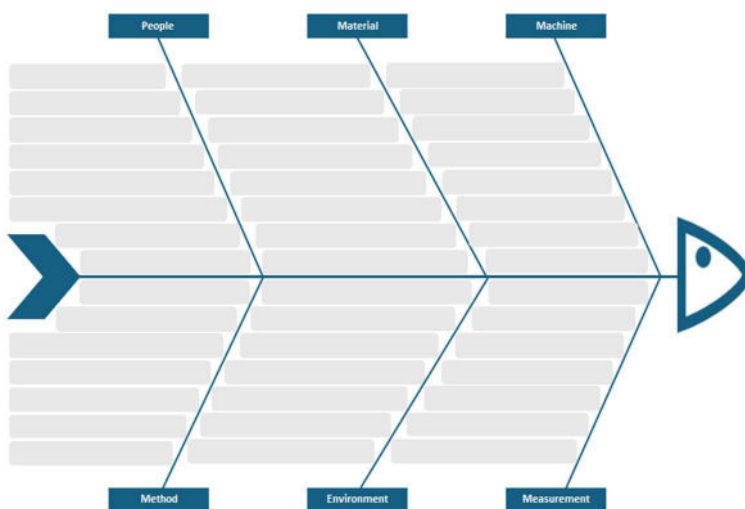 People
Material
Machine
Method
Environment
Measurement